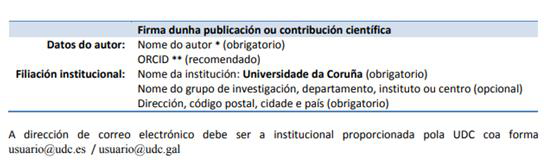 Firma dunha publicación ou contribución científica
Datos do autor: Nome do autor * (obrigatorio)
ORCID ** (recomendado)
Filiación institucional: Nome da institución: Universidade da Coruña (obrigatorio)
Nome do grupo de investigación, departamento, instituto ou centro (opcional)
Dirección, código postal, cidade e país (obrigatorio)
A dirección de correo electrónico debe ser a institucional proporcionada pola UDC coa forma
usuario@udc.es / usuario@udc.gal